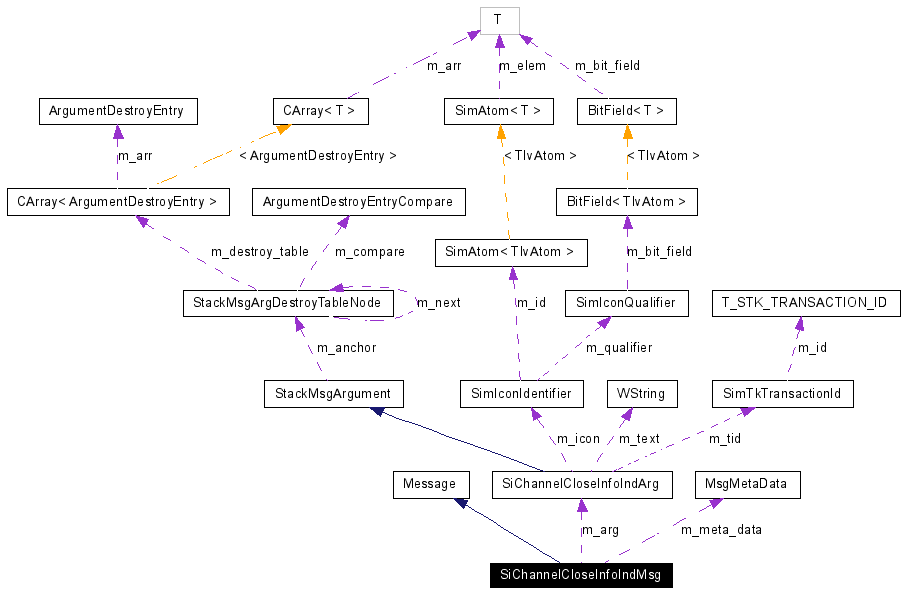 T
m_arr
m_elem
m_bit_field
ArgumentDestroyEntry
CArray< T >
SimAtom< T >
BitField< T >
m_arr
< ArgumentDestroyEntry >
< TlvAtom >
< TlvAtom >
CArray< ArgumentDestroyEntry >
ArgumentDestroyEntryCompare
BitField< TlvAtom >
m_destroy_table
m_compare
SimAtom< TlvAtom >
m_bit_field
StackMsgArgDestroyTableNode
m_next
m_id
SimIconQualifier
T_STK_TRANSACTION_ID
m_anchor
m_qualifier
m_id
StackMsgArgument
SimIconIdentifier
WString
SimTkTransactionId
m_icon
m_text
m_tid
Message
SiChannelCloseInfoIndArg
MsgMetaData
m_arg
m_meta_data
SiChannelCloseInfoIndMsg